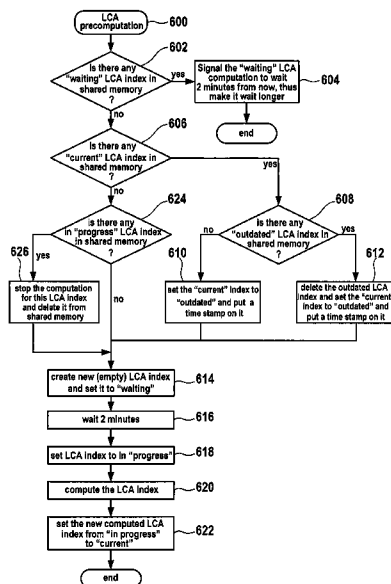 LCA
precomputation
600
602
Is there any
"waiting" LCA index in
shared memory
?
yes
Signal the "waiting" LCA
computation to wait
2 minutes from now, thus
make it wait longer
604
end
no
606
Is there any
"current" LCA index in
shared memory
?
yes
no
624
Is there any
in "progress" LCA index
in shared memory
?
608
Is there any
"outdated" LCA index in
shared memory
?
yes
626
stop the computation
for this LCA index
and delete it from
shared memory
no
no
610
set the "current" index to
"outdated" and put a
time stamp on it
yes
612
delete the outdated LCA
index and set the "current"
index to "outdated" and
put a time stamp on it
create new (empty) LCA index
and set it to "waiting"
614
wait 2 minutes
616
set LCA index to in "progress"
618
compute the LCA index
620
set the new computed LCA
index from "in progress"
to "current"
622
end